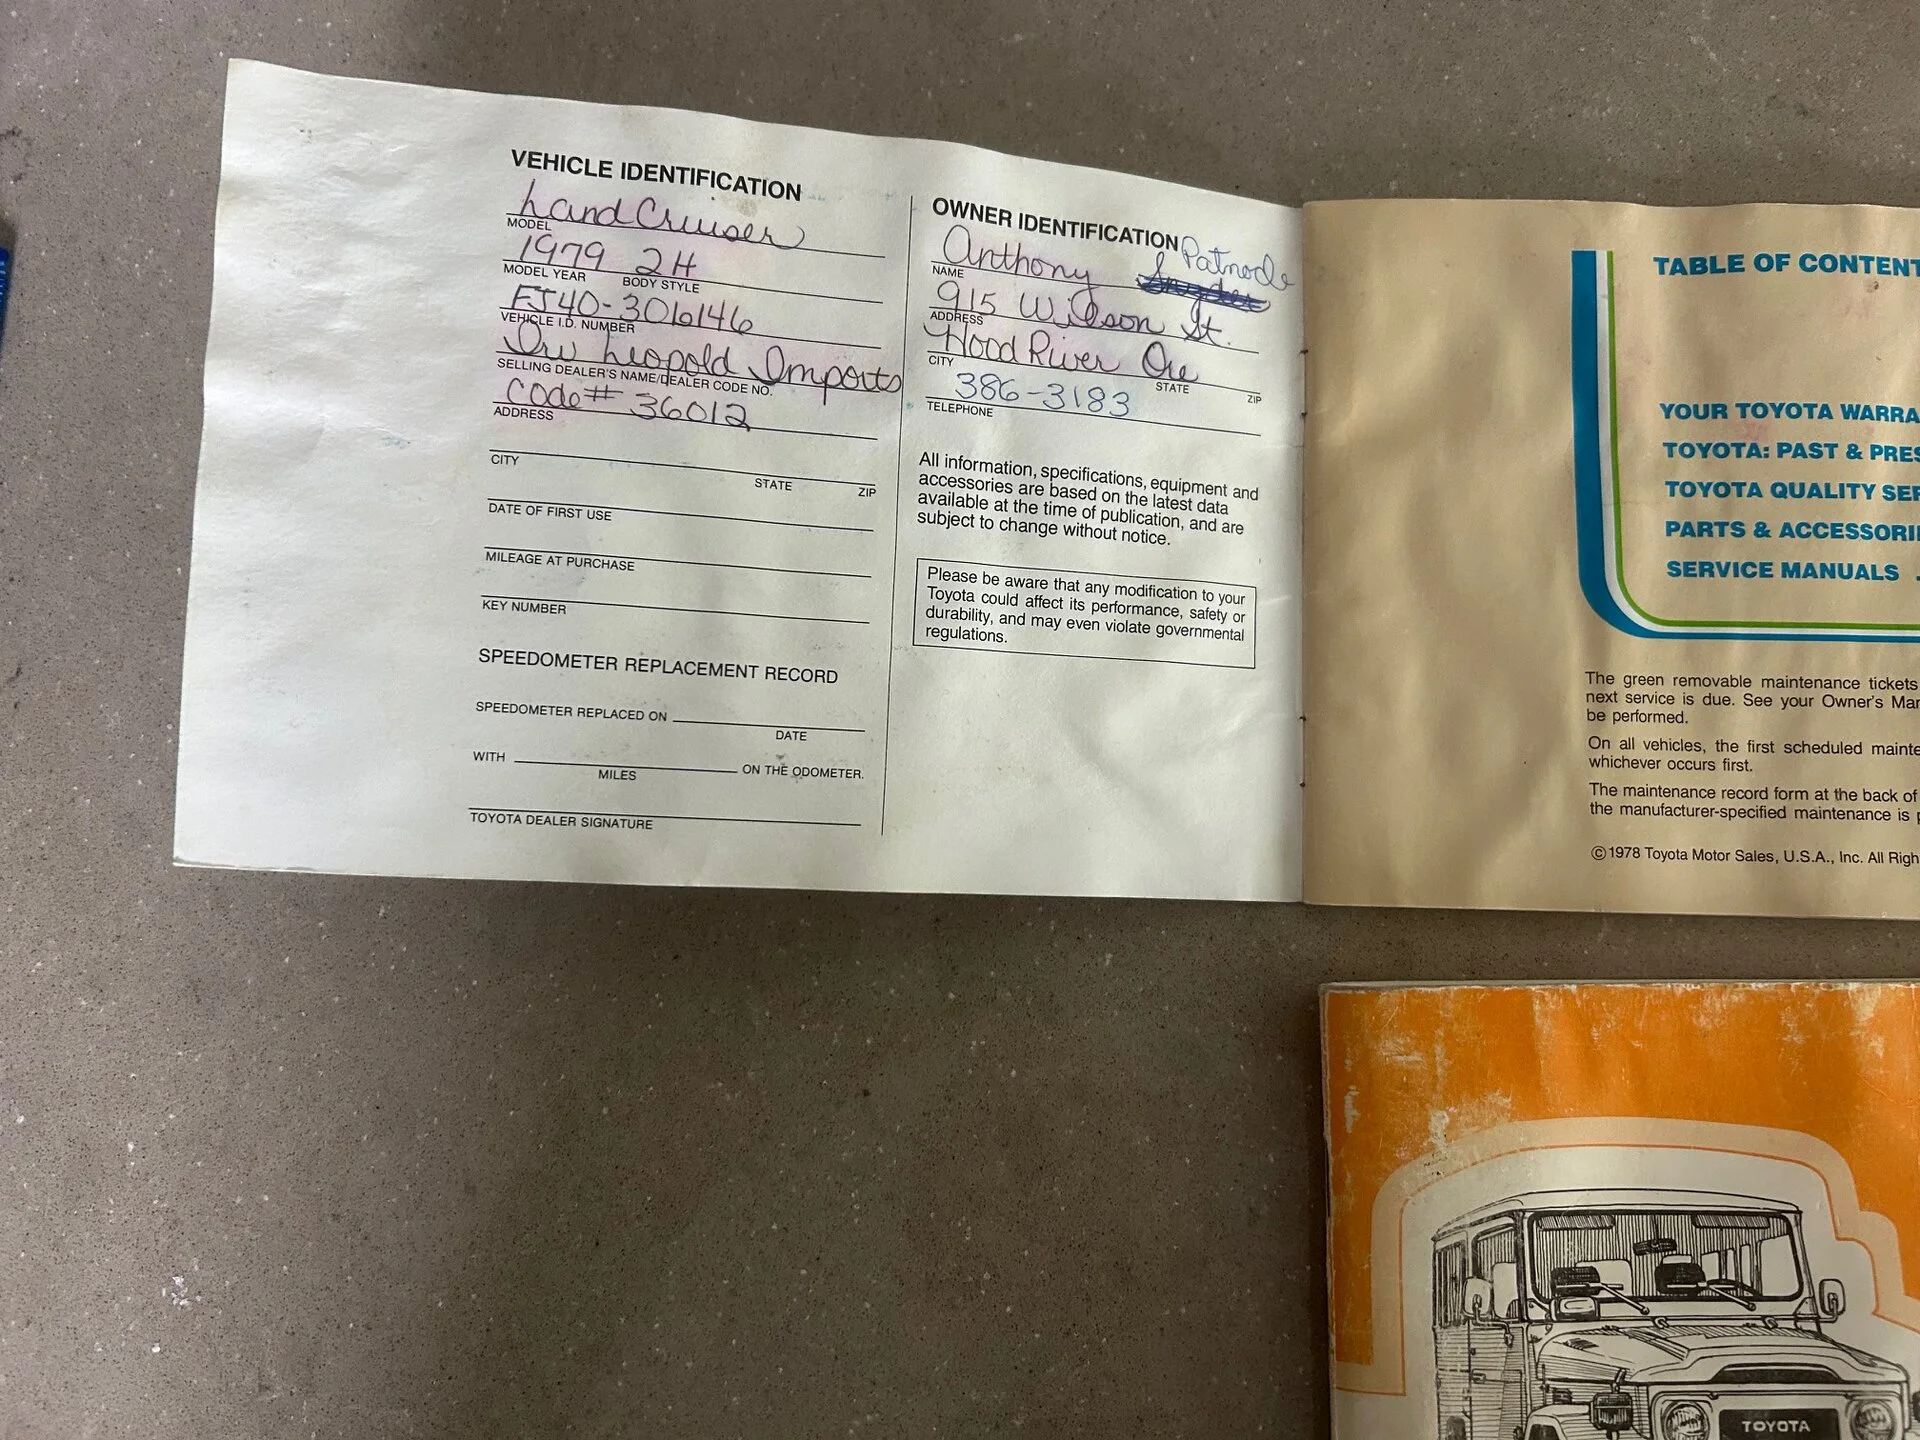 VEHICLE IDENTIFICATION
Land Cruiser
MODEL
1979 2H
MODEL YEAR BODY STYLE
FJ40-306146
VEHICLE I.D. NUMBER
Irv Leopold Imports
SELLING DEALER'S NAME/DEALER CODE NO.
Code# 36012
ADDRESS
CITY STATE ZIP
DATE OF FIRST USE
MILEAGE AT PURCHASE
KEY NUMBER
SPEEDOMETER REPLACEMENT RECORD
SPEEDOMETER REPLACED ON
DATE
WITH ON THE ODOMETER.
MILES
TOYOTA DEALER SIGNATURE
OWNER IDENTIFICATION
Patnode
Anthony Snyder
NAME
915 Wilson St.
ADDRESS
Hood River Ore
CITY STATE ZIP
386-3183
TELEPHONE
All information, specifications, equipment and
accessories are based on the latest data
available at the time of publication, and are
subject to change without notice.
Please be aware that any modification to your
Toyota could affect its performance, safety or
durability, and may even violate governmental
regulations.
TABLE OF CONTENT
YOUR TOYOTA WARRA
TOYOTA: PAST & PRES
TOYOTA QUALITY SER
PARTS & ACCESSORI
SERVICE MANUALS .
The green removable maintenance tickets
next service is due. See your Owner's Man
be performed.
On all vehicles, the first scheduled mainte
whichever occurs first.
The maintenance record form at the back of
the manufacturer-specified maintenance is p
©1978 Toyota Motor Sales, U.S.A., Inc. All Righ
TOYOTA